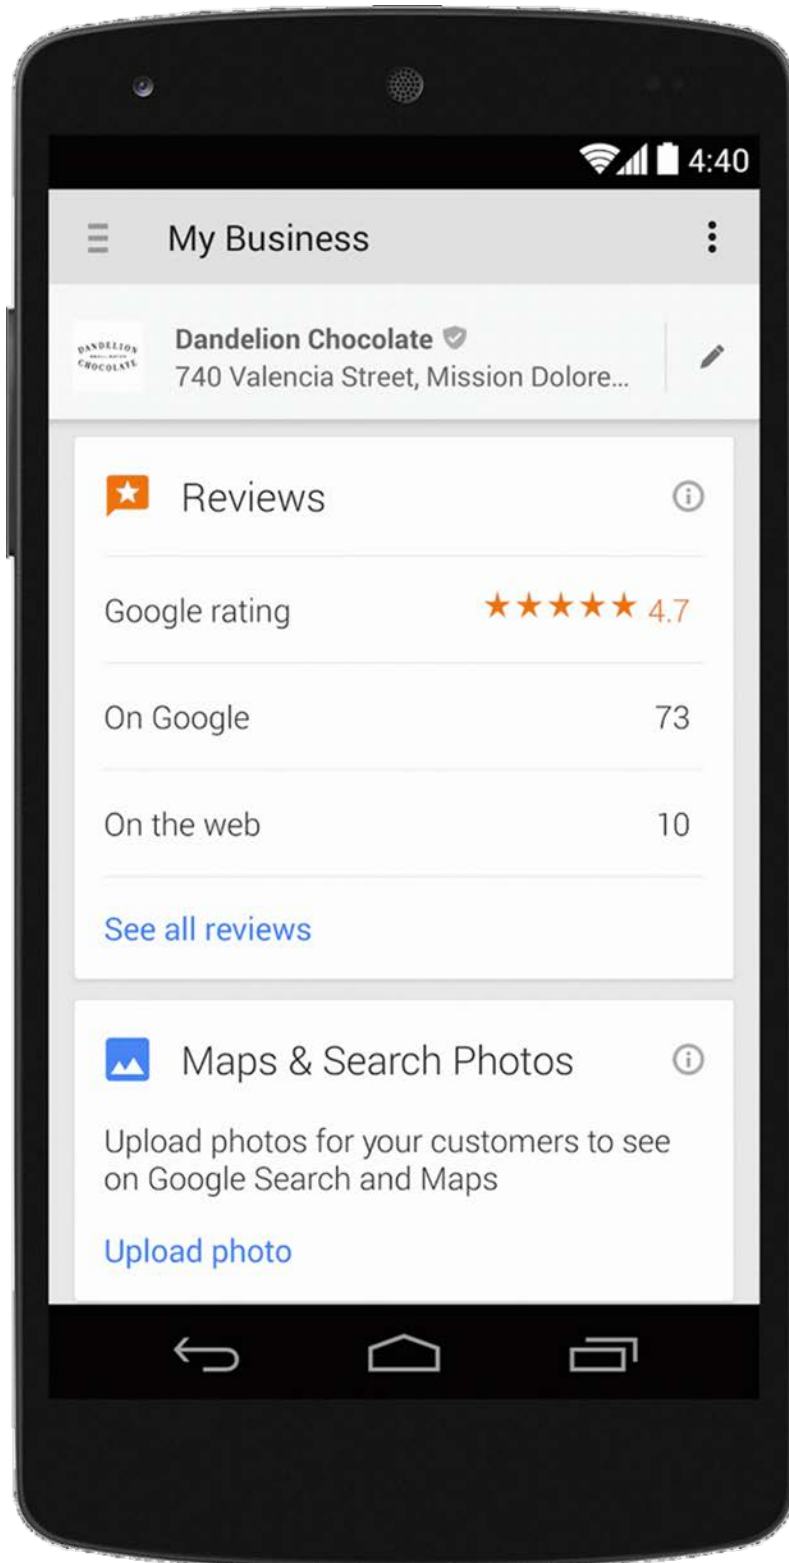 4:40
My Business
DANDELION
CHOCOLATE
Dandelion Chocolate
740 Valencia Street, Mission Dolore...
Reviews
Google rating 4.7
On Google 73
On the web 10
See all reviews
Maps & Search Photos
Upload photos for your customers to see
on Google Search and Maps
Upload photo